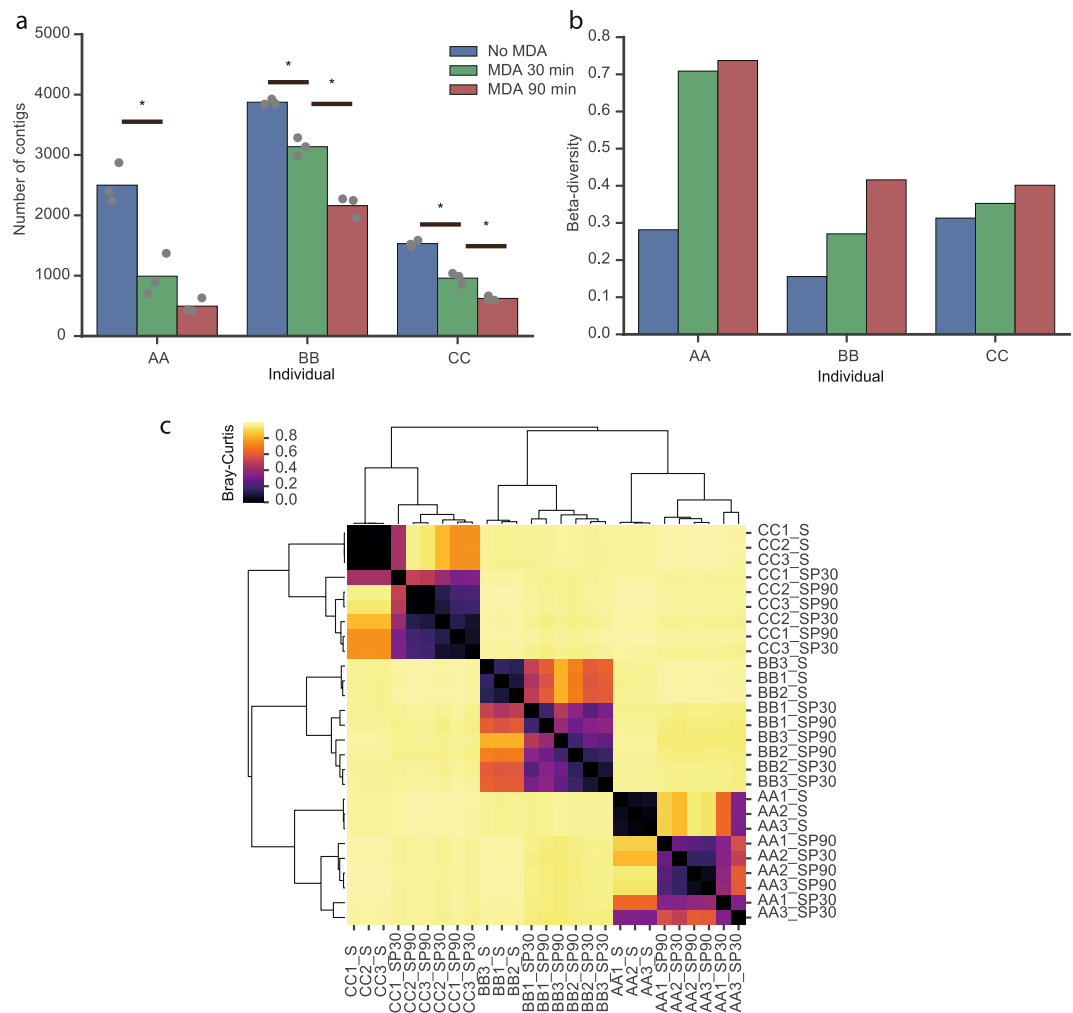 a
5000
4000
3000
2000
1000
0
Number of contigs
*
*
*
*
*
No MDA
MDA 30 min
MDA 90 min
AA
BB
CC
Individual
b
0.8
0.7
0.6
0.5
0.4
0.3
0.2
0.1
0.0
Beta-diversity
AA
BB
CC
Individual
c
Bray-Curtis
0.8
0.6
0.4
0.2
0.0
CC1_S
CC2_S
CC3_S
CC1_SP30
CC2_SP90
CC3_SP90
CC2_SP30
CC1_SP90
CC3_SP30
BB3_S
BB1_S
BB2_S
BB1_SP30
BB1_SP90
BB3_SP90
BB2_SP90
BB2_SP30
BB3_SP30
AA1_S
AA2_S
AA3_S
AA1_SP90
AA2_SP30
AA2_SP90
AA3_SP90
AA1_SP30
AA3_SP30
CC1_S
CC2_S
CC3_S
CC1_SP30
CC2_SP90
CC3_SP90
CC2_SP30
CC1_SP90
CC3_SP30
BB3_S
BB1_S
BB2_S
BB1_SP30
BB1_SP90
BB3_SP90
BB2_SP90
BB2_SP30
BB3_SP30
AA1_S
AA2_S
AA3_S
AA1_SP90
AA2_SP30
AA2_SP90
AA3_SP90
AA1_SP30
AA3_SP30